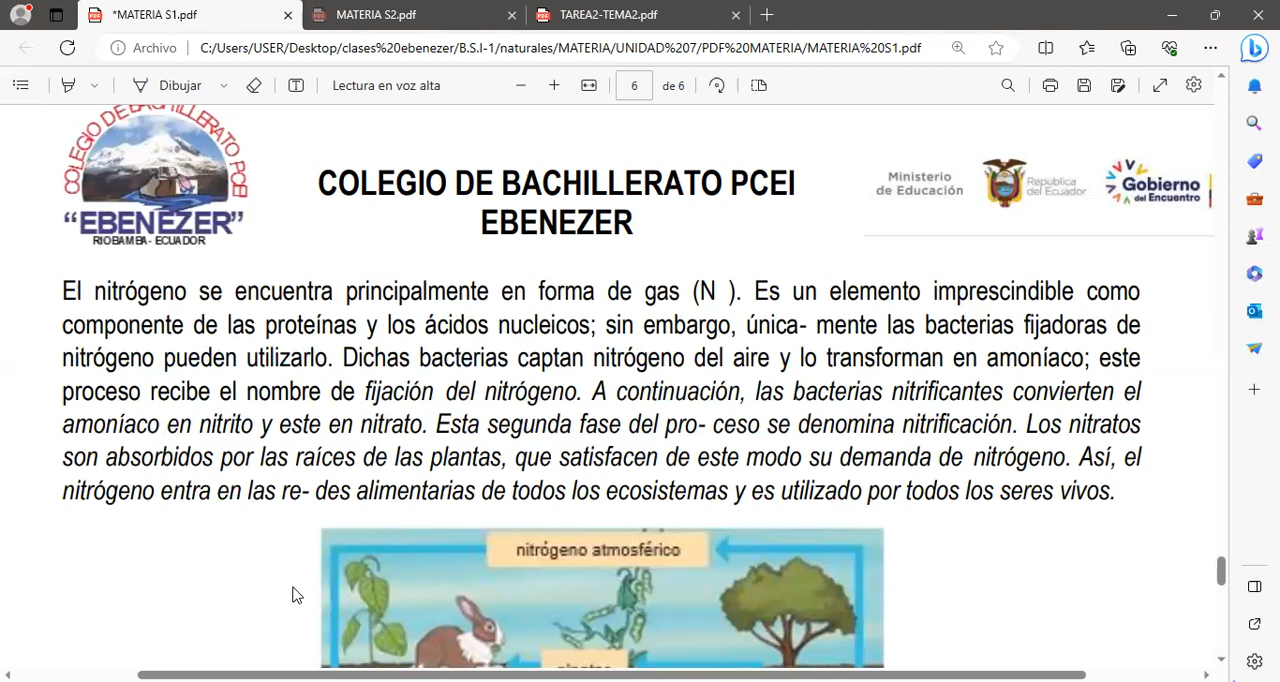 *MATERIA S1.pdf
MATERIA S2.pdf
TAREA2-TEMA2.pdf
Archivo
C:/Users/USER/Desktop/clases%20ebenezer/B.S.I-1/naturales/MATERIA/UNIDAD%207/PDF%20MATERIA/MATERIA%20S1.pdf
Dibujar
Lectura en voz alta
6
de 6
COLEGIO DE BACHILLERATO PCEI
"EBENEZER"
RIOBAMBA - ECUADOR
COLEGIO DE BACHILLERATO PCEI
EBENEZER
Ministerio
de Educación
República
del Ecuador
Gobierno
del Encuentro
El nitrógeno se encuentra principalmente en forma de gas (N ). Es un elemento imprescindible como
componente de las proteínas y los ácidos nucleicos; sin embargo, única- mente las bacterias fijadoras de
nitrógeno pueden utilizarlo. Dichas bacterias captan nitrógeno del aire y lo transforman en amoníaco; este
proceso recibe el nombre de fijación del nitrógeno. A continuación, las bacterias nitrificantes convierten el
amoníaco en nitrito y este en nitrato. Esta segunda fase del pro- ceso se denomina nitrificación. Los nitratos
son absorbidos por las raíces de las plantas, que satisfacen de este modo su demanda de nitrógeno. Así, el
nitrógeno entra en las re- des alimentarias de todos los ecosistemas y es utilizado por todos los seres vivos.
nitrógeno atmosférico